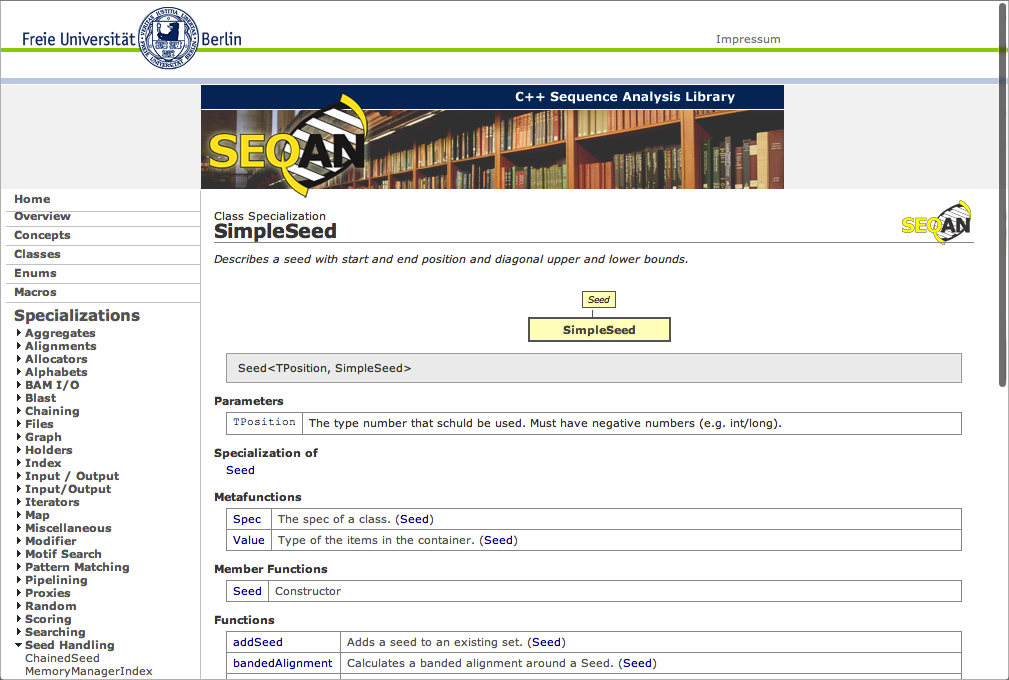 Freie Universität Berlin
Impressum
C++ Sequence Analysis Library
SEQAN
Home
Overview
Concepts
Classes
Enums
Macros
Specializations
Aggregates
Alignments
Allocators
Alphabets
BAM I/O
Blast
Chaining
Files
Graph
Holders
Index
Input / Output
Input/Output
Iterators
Map
Miscellaneous
Modifier
Motif Search
Pattern Matching
Pipelining
Proxies
Random
Scoring
Searching
Seed Handling
ChainedSeed
MemoryManagerIndex
Class Specialization
SimpleSeed
SEQAN
Describes a seed with start and end position and diagonal upper and lower bounds.
Seed
SimpleSeed
Seed<TPosition, SimpleSeed>
Parameters
TPosition The type number that schuld be used. Must have negative numbers (e.g. int/long).
Specialization of
Seed
Metafunctions
Spec The spec of a class. (Seed)
Value Type of the items in the container. (Seed)
Member Functions
Seed Constructor
Functions
addSeed Adds a seed to an existing set. (Seed)
bandedAlignment Calculates a banded alignment around a Seed. (Seed)